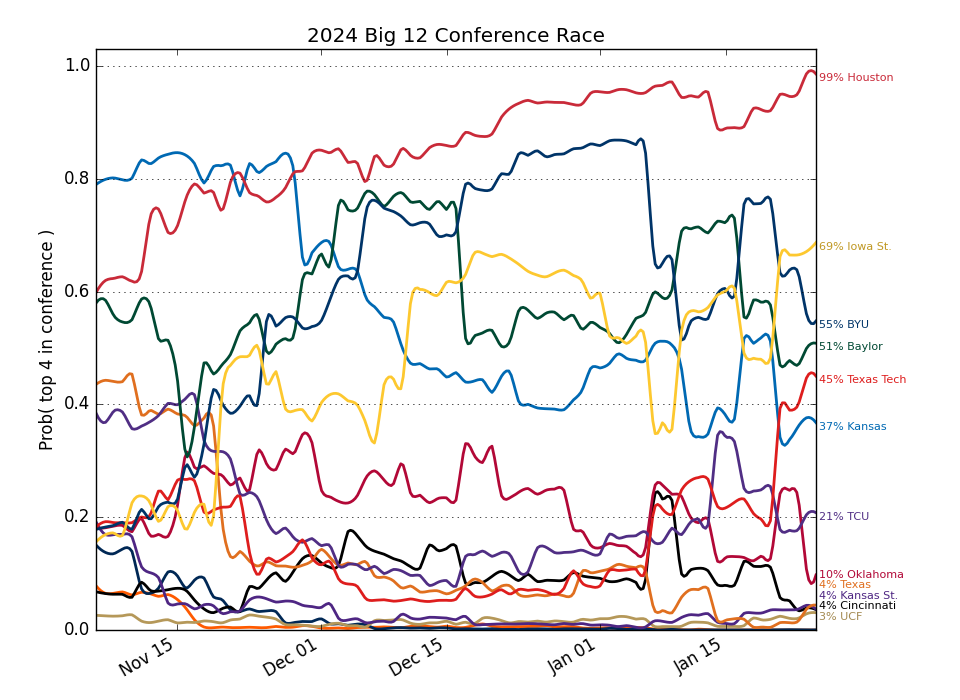 2024 Big 12 Conference Race
Prob( top 4 in conference )
1.0
0.8
0.6
0.4
0.2
0.0
Nov 15
Dec 01
Dec 15
Jan 01
Jan 15
99% Houston
69% Iowa St.
55% BYU
51% Baylor
45% Texas Tech
37% Kansas
21% TCU
10% Oklahoma
4% Texas
4% Kansas St.
4% Cincinnati
3% UCF